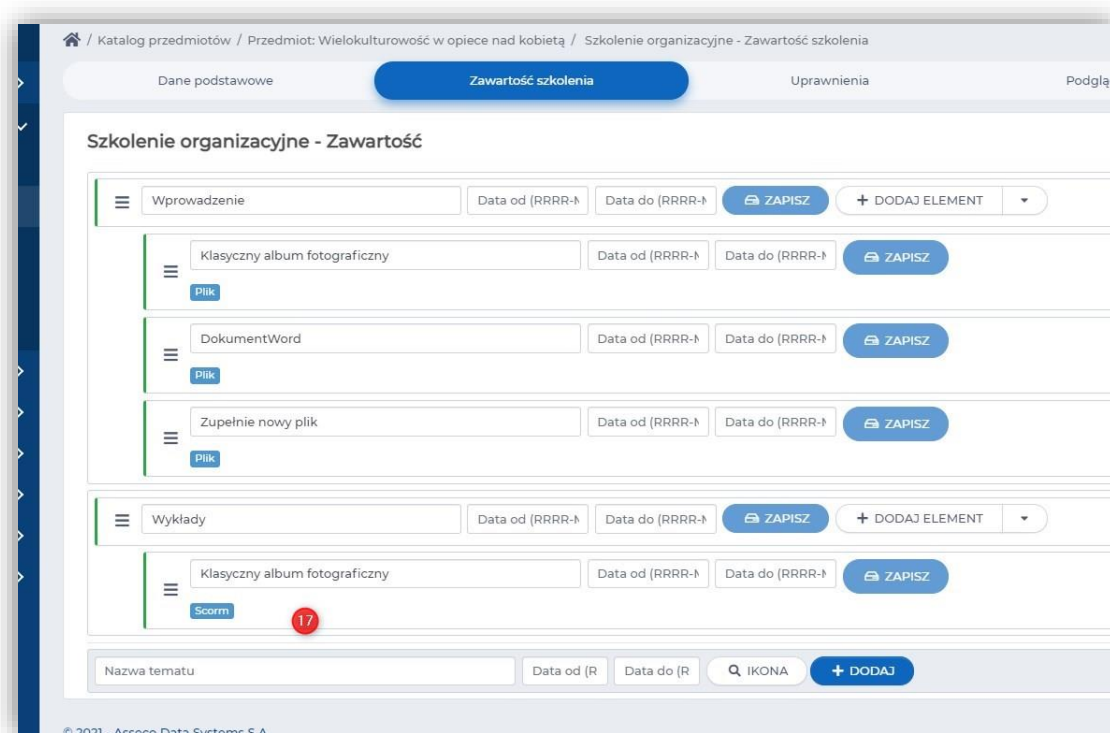 / Katalog przedmiotów / Przedmiot: Wielokulturowość w opiece nad kobietą / Szkolenie organizacyjne - Zawartość szkolenia
Dane podstawowe Zawartość szkolenia Uprawnienia Podglą
Szkolenie organizacyjne - Zawartość
Wprowadzenie Data od (RRRR-M Data do (RRRR-M ZAPISZ + DODAJ ELEMENT
Klasyczny album fotograficzny Data od (RRRR-M Data do (RRRR-M ZAPISZ
Plik
DokumentWord Data od (RRRR-M Data do (RRRR-M ZAPISZ
Plik
Zupełnie nowy plik Data od (RRRR-M Data do (RRRR-M ZAPISZ
Plik
Wykłady Data od (RRRR-M Data do (RRRR-M ZAPISZ + DODAJ ELEMENT
Klasyczny album fotograficzny Data od (RRRR-M Data do (RRRR-M ZAPISZ
Scorm 17
Nazwa tematu Data od (R Data do (R IKONA + DODAJ
© 2021 - Asseco Data Systems S.A.